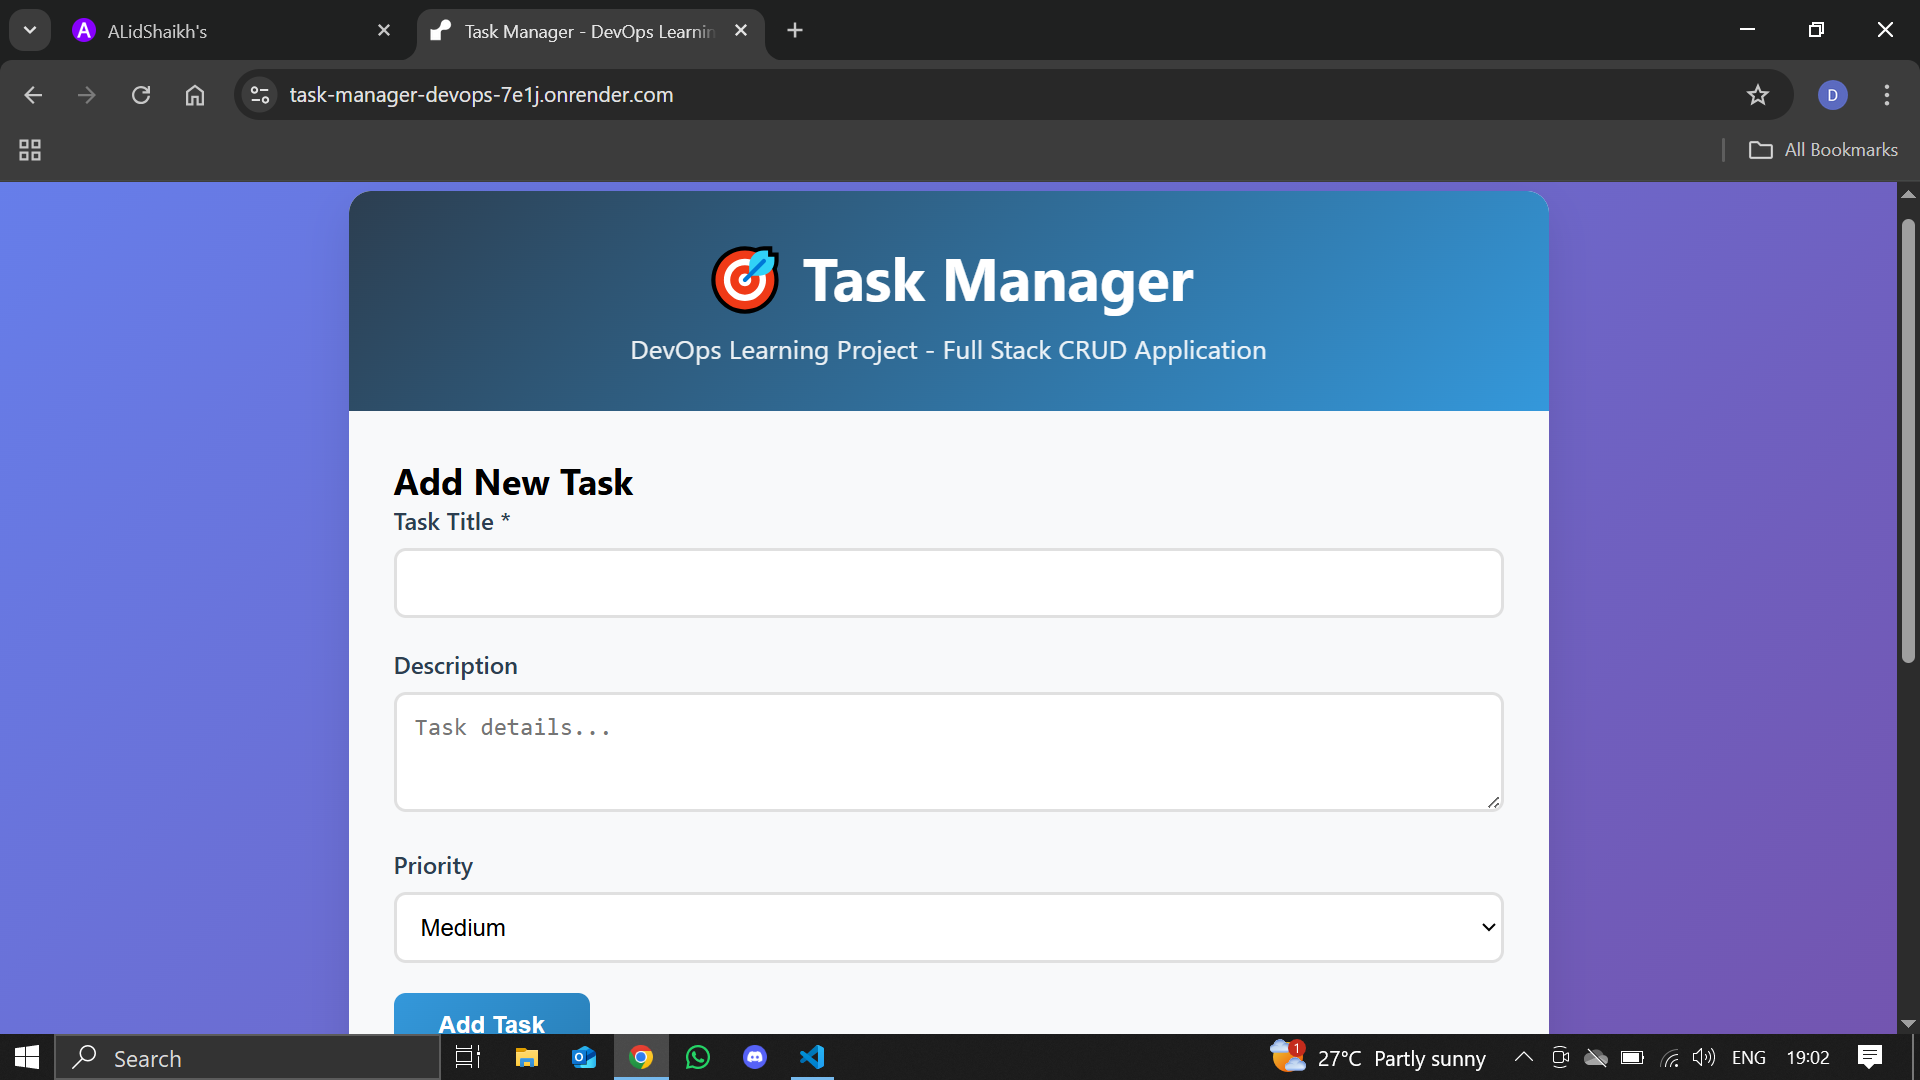 ALidShaikh's
Task Manager - DevOps Learnin
task-manager-devops-7e1j.onrender.com
D
All Bookmarks
Task Manager
DevOps Learning Project - Full Stack CRUD Application
Add New Task
Task Title *
Description
Task details...
Priority
Medium
Add Task
Search
1
27°C Partly sunny
ENG
19:02